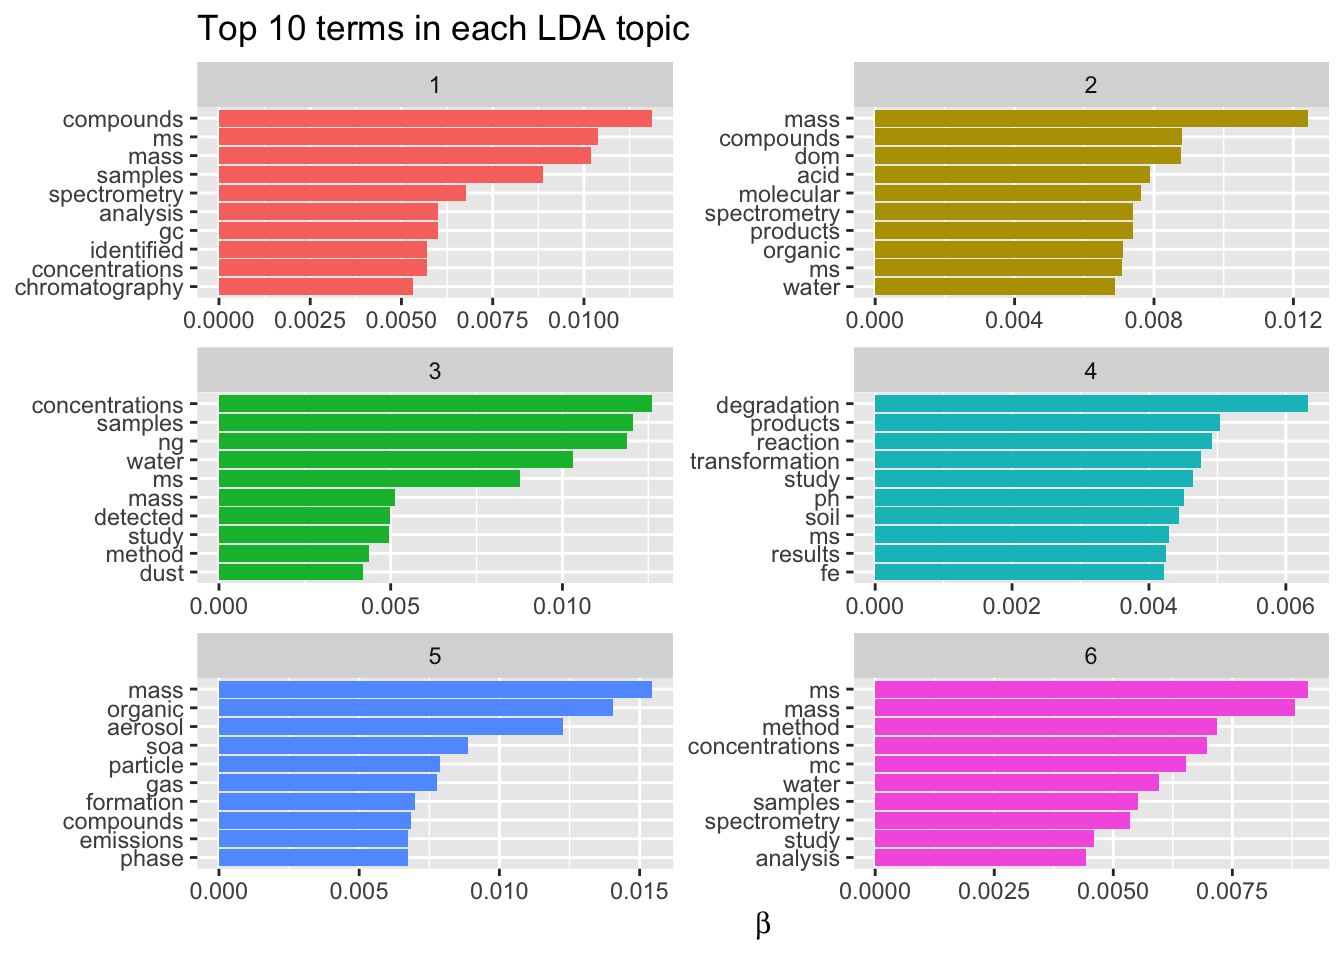 Top 10 terms in each LDA topic
1
compounds
ms
mass
samples
spectrometry
analysis
gc
identified
concentrations
chromatography
0.0000 0.0025 0.0050 0.0075 0.0100
2
mass
compounds
dom
acid
molecular
spectrometry
products
organic
ms
water
0.000 0.004 0.008 0.012
3
concentrations
samples
ng
water
ms
mass
detected
study
method
dust
0.000 0.005 0.010
4
degradation
products
reaction
transformation
study
ph
soil
ms
results
fe
0.000 0.002 0.004 0.006
5
mass
organic
aerosol
soa
particle
gas
formation
compounds
emissions
phase
0.000 0.005 0.010 0.015
6
ms
mass
method
concentrations
mc
water
samples
spectrometry
study
analysis
0.0000 0.0025 0.0050 0.0075
β